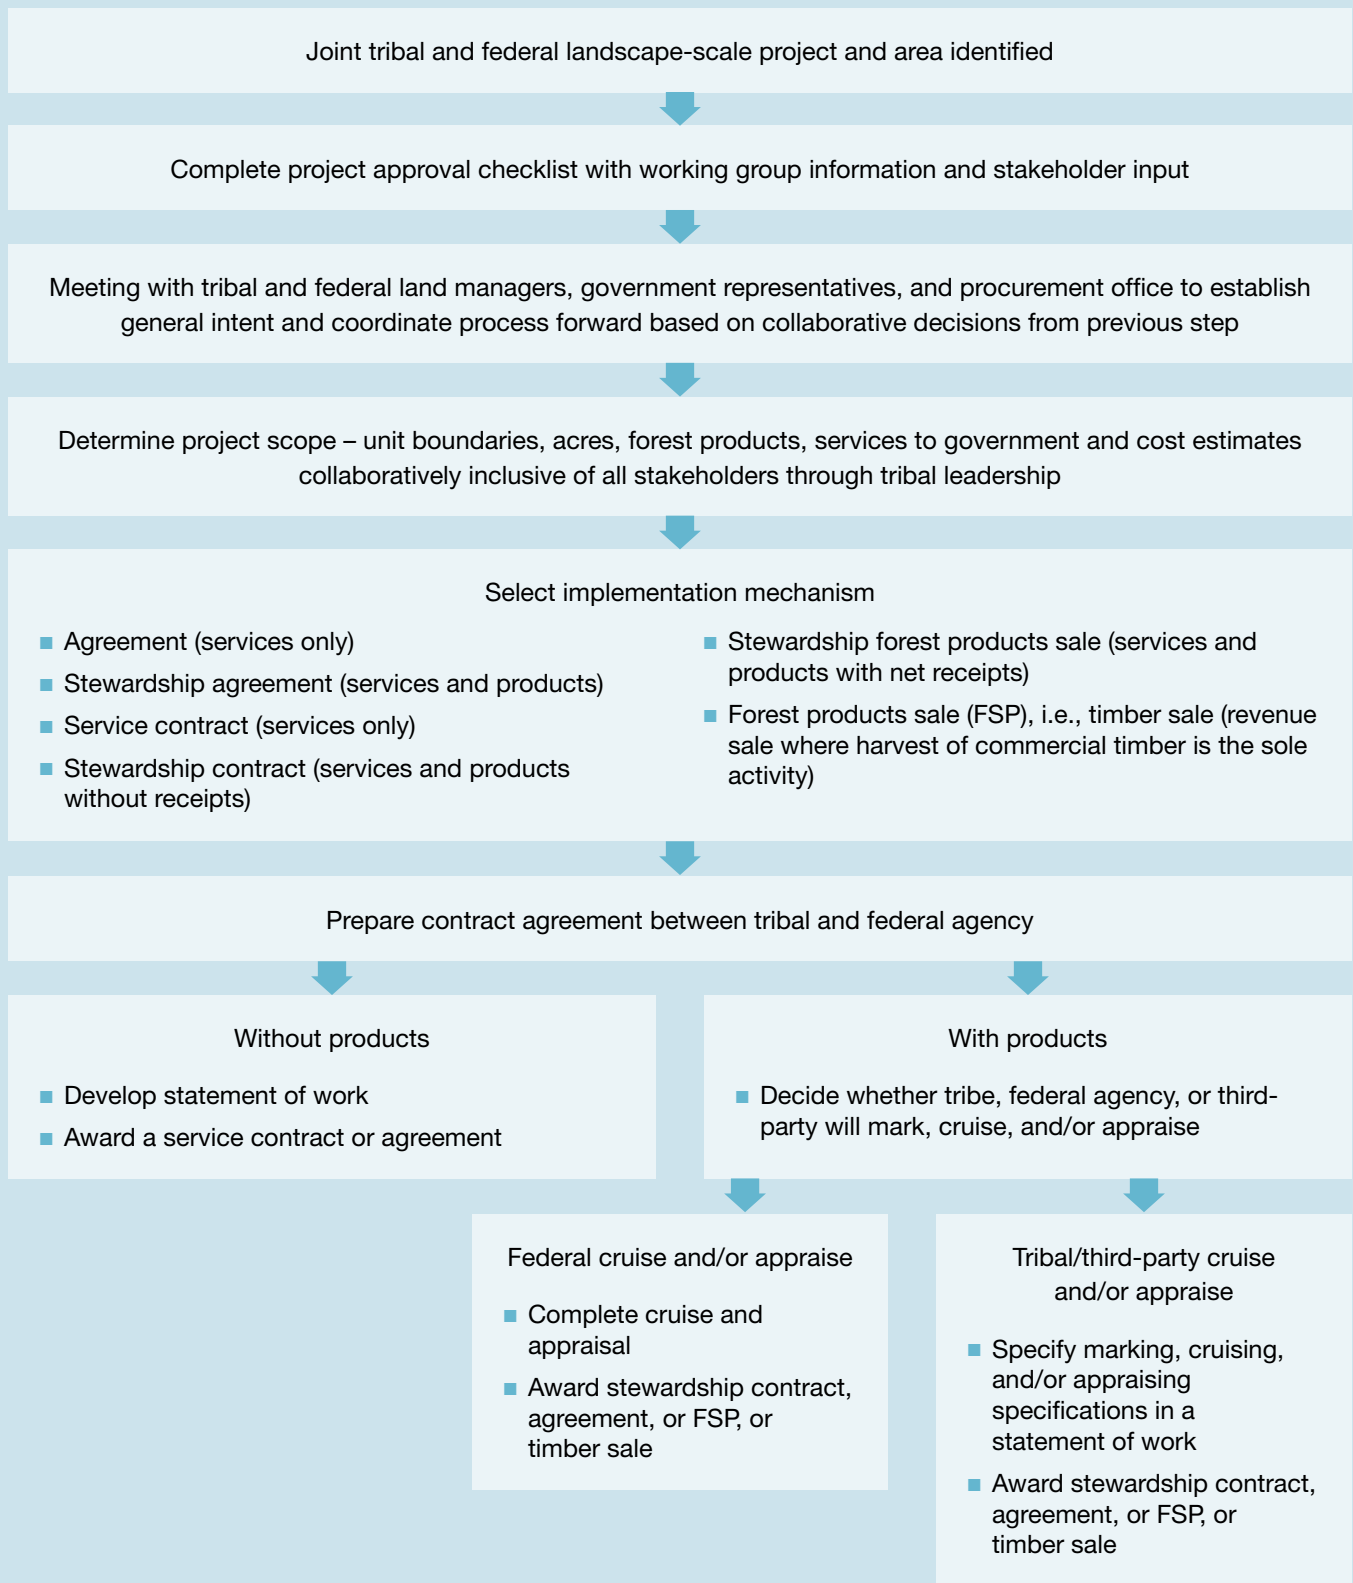 Joint tribal and federal landscape-scale project and area identified
Complete project approval checklist with working group information and stakeholder input
Meeting with tribal and federal land managers, government representatives, and procurement office to establish
general intent and coordinate process forward based on collaborative decisions from previous step
Determine project scope – unit boundaries, acres, forest products, services to government and cost estimates
collaboratively inclusive of all stakeholders through tribal leadership
Select implementation mechanism
Agreement (services only)
Stewardship agreement (services and products)
Service contract (services only)
Stewardship contract (services and products
without receipts)
Stewardship forest products sale (services and
products with net receipts)
Forest products sale (FSP), i.e., timber sale (revenue
sale where harvest of commercial timber is the sole
activity)
Prepare contract agreement between tribal and federal agency
Without products
Develop statement of work
Award a service contract or agreement
With products
Decide whether tribe, federal agency, or third-
party will mark, cruise, and/or appraise
Federal cruise and/or appraise
Complete cruise and
appraisal
Award stewardship contract,
agreement, or FSP, or
timber sale
Tribal/third-party cruise
and/or appraise
Specify marking, cruising,
and/or appraising
specifications in a
statement of work
Award stewardship contract,
agreement, or FSP, or
timber sale